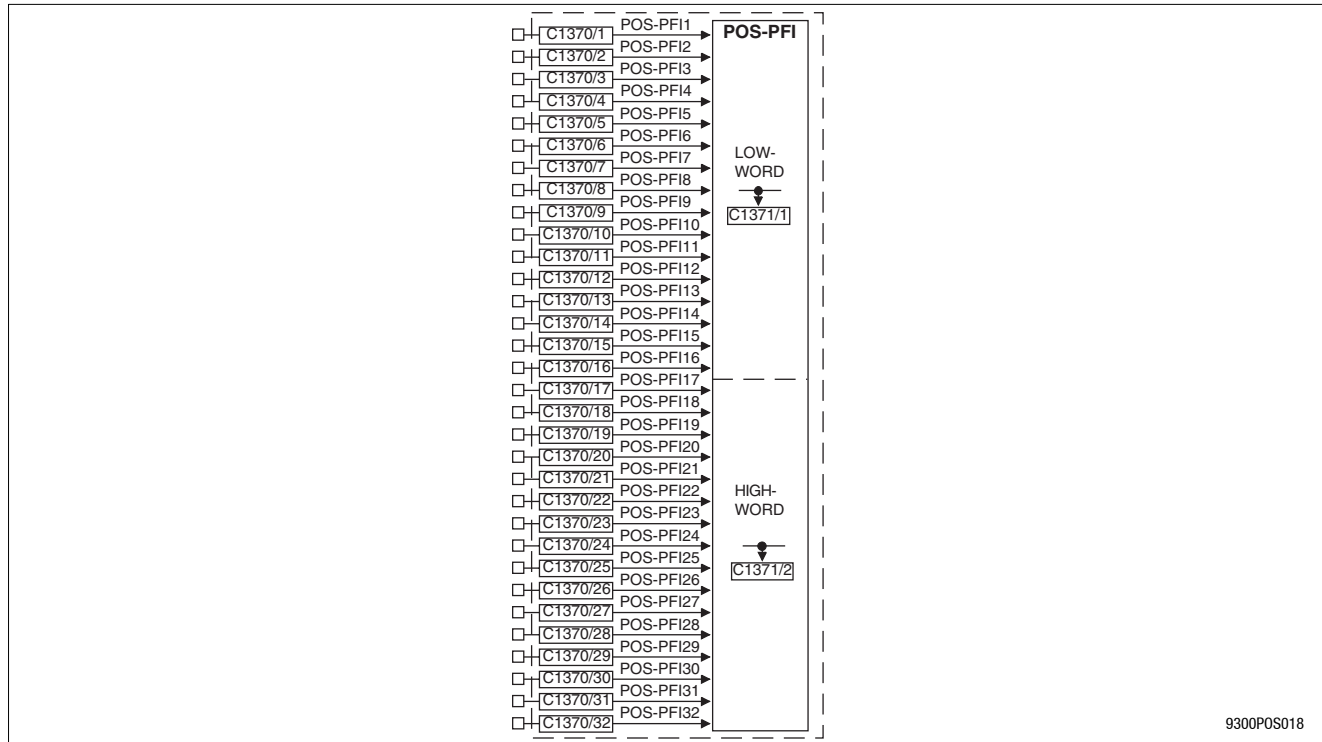 POS-PFI1
C1370/1
POS-PFI
POS-PFI2
C1370/2
POS-PFI3
C1370/3
POS-PFI4
C1370/4
POS-PFI5
C1370/5
POS-PFI6
C1370/6
POS-PFI7
C1370/7
LOW-
WORD
POS-PFI8
C1370/8
POS-PFI9
C1370/9
C1371/1
POS-PFI10
C1370/10
POS-PFI11
C1370/11
POS-PFI12
C1370/12
POS-PFI13
C1370/13
POS-PFI14
C1370/14
POS-PFI15
C1370/15
POS-PFI16
C1370/16
POS-PFI17
C1370/17
POS-PFI18
C1370/18
POS-PFI19
C1370/19
POS-PFI20
C1370/20
POS-PFI21
C1370/21
POS-PFI22
C1370/22
HIGH-
WORD
POS-PFI23
C1370/23
POS-PFI24
C1370/24
POS-PFI25
C1370/25
C1371/2
POS-PFI26
C1370/26
POS-PFI27
C1370/27
POS-PFI28
C1370/28
POS-PFI29
C1370/29
POS-PFI30
C1370/30
POS-PFI31
C1370/31
POS-PFI32
C1370/32
9300POS018